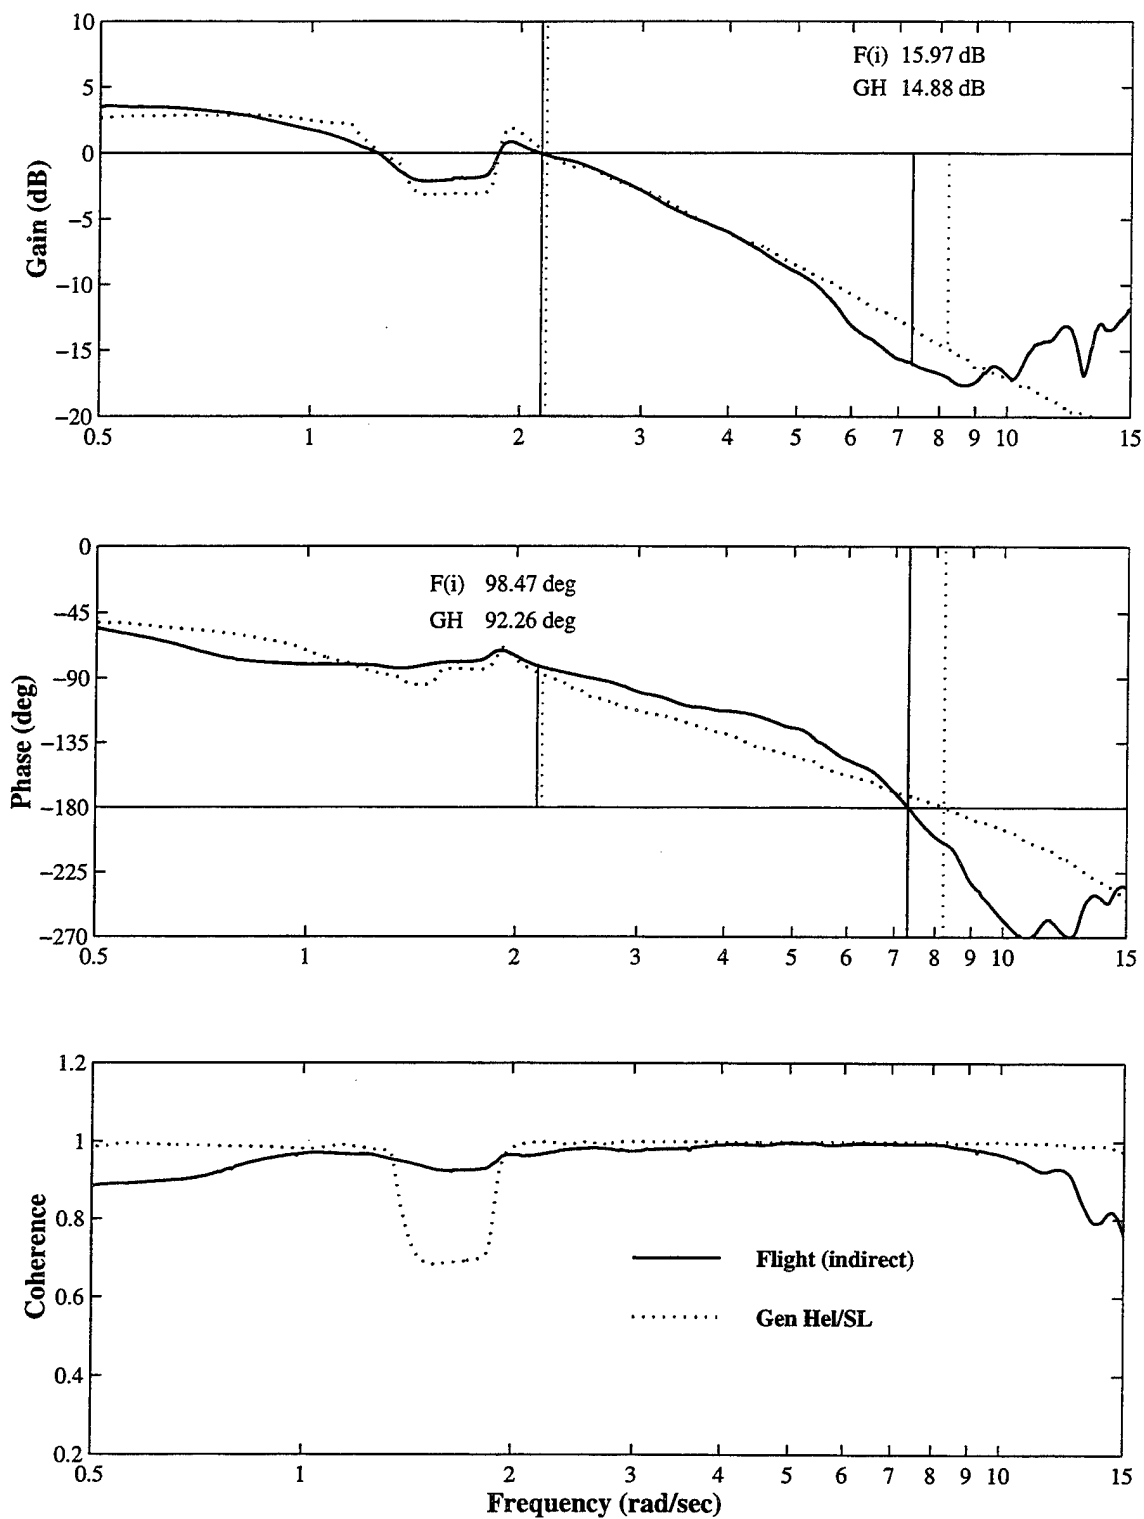 10
5
0
−5
−10
−15
−20
Gain (dB)
F(i) 15.97 dB
GH 14.88 dB
0.5 1 2 3 4 5 6 7 8 9 10 15
0
−45
−90
−135
−180
−225
−270
Phase (deg)
F(i) 98.47 deg
GH 92.26 deg
0.5 1 2 3 4 5 6 7 8 9 10 15
1.2
1
0.8
0.6
0.4
0.2
Coherence
Flight (indirect)
Gen Hel/SL
0.5 1 2 3 4 5 6 7 8 9 10 15
Frequency (rad/sec)